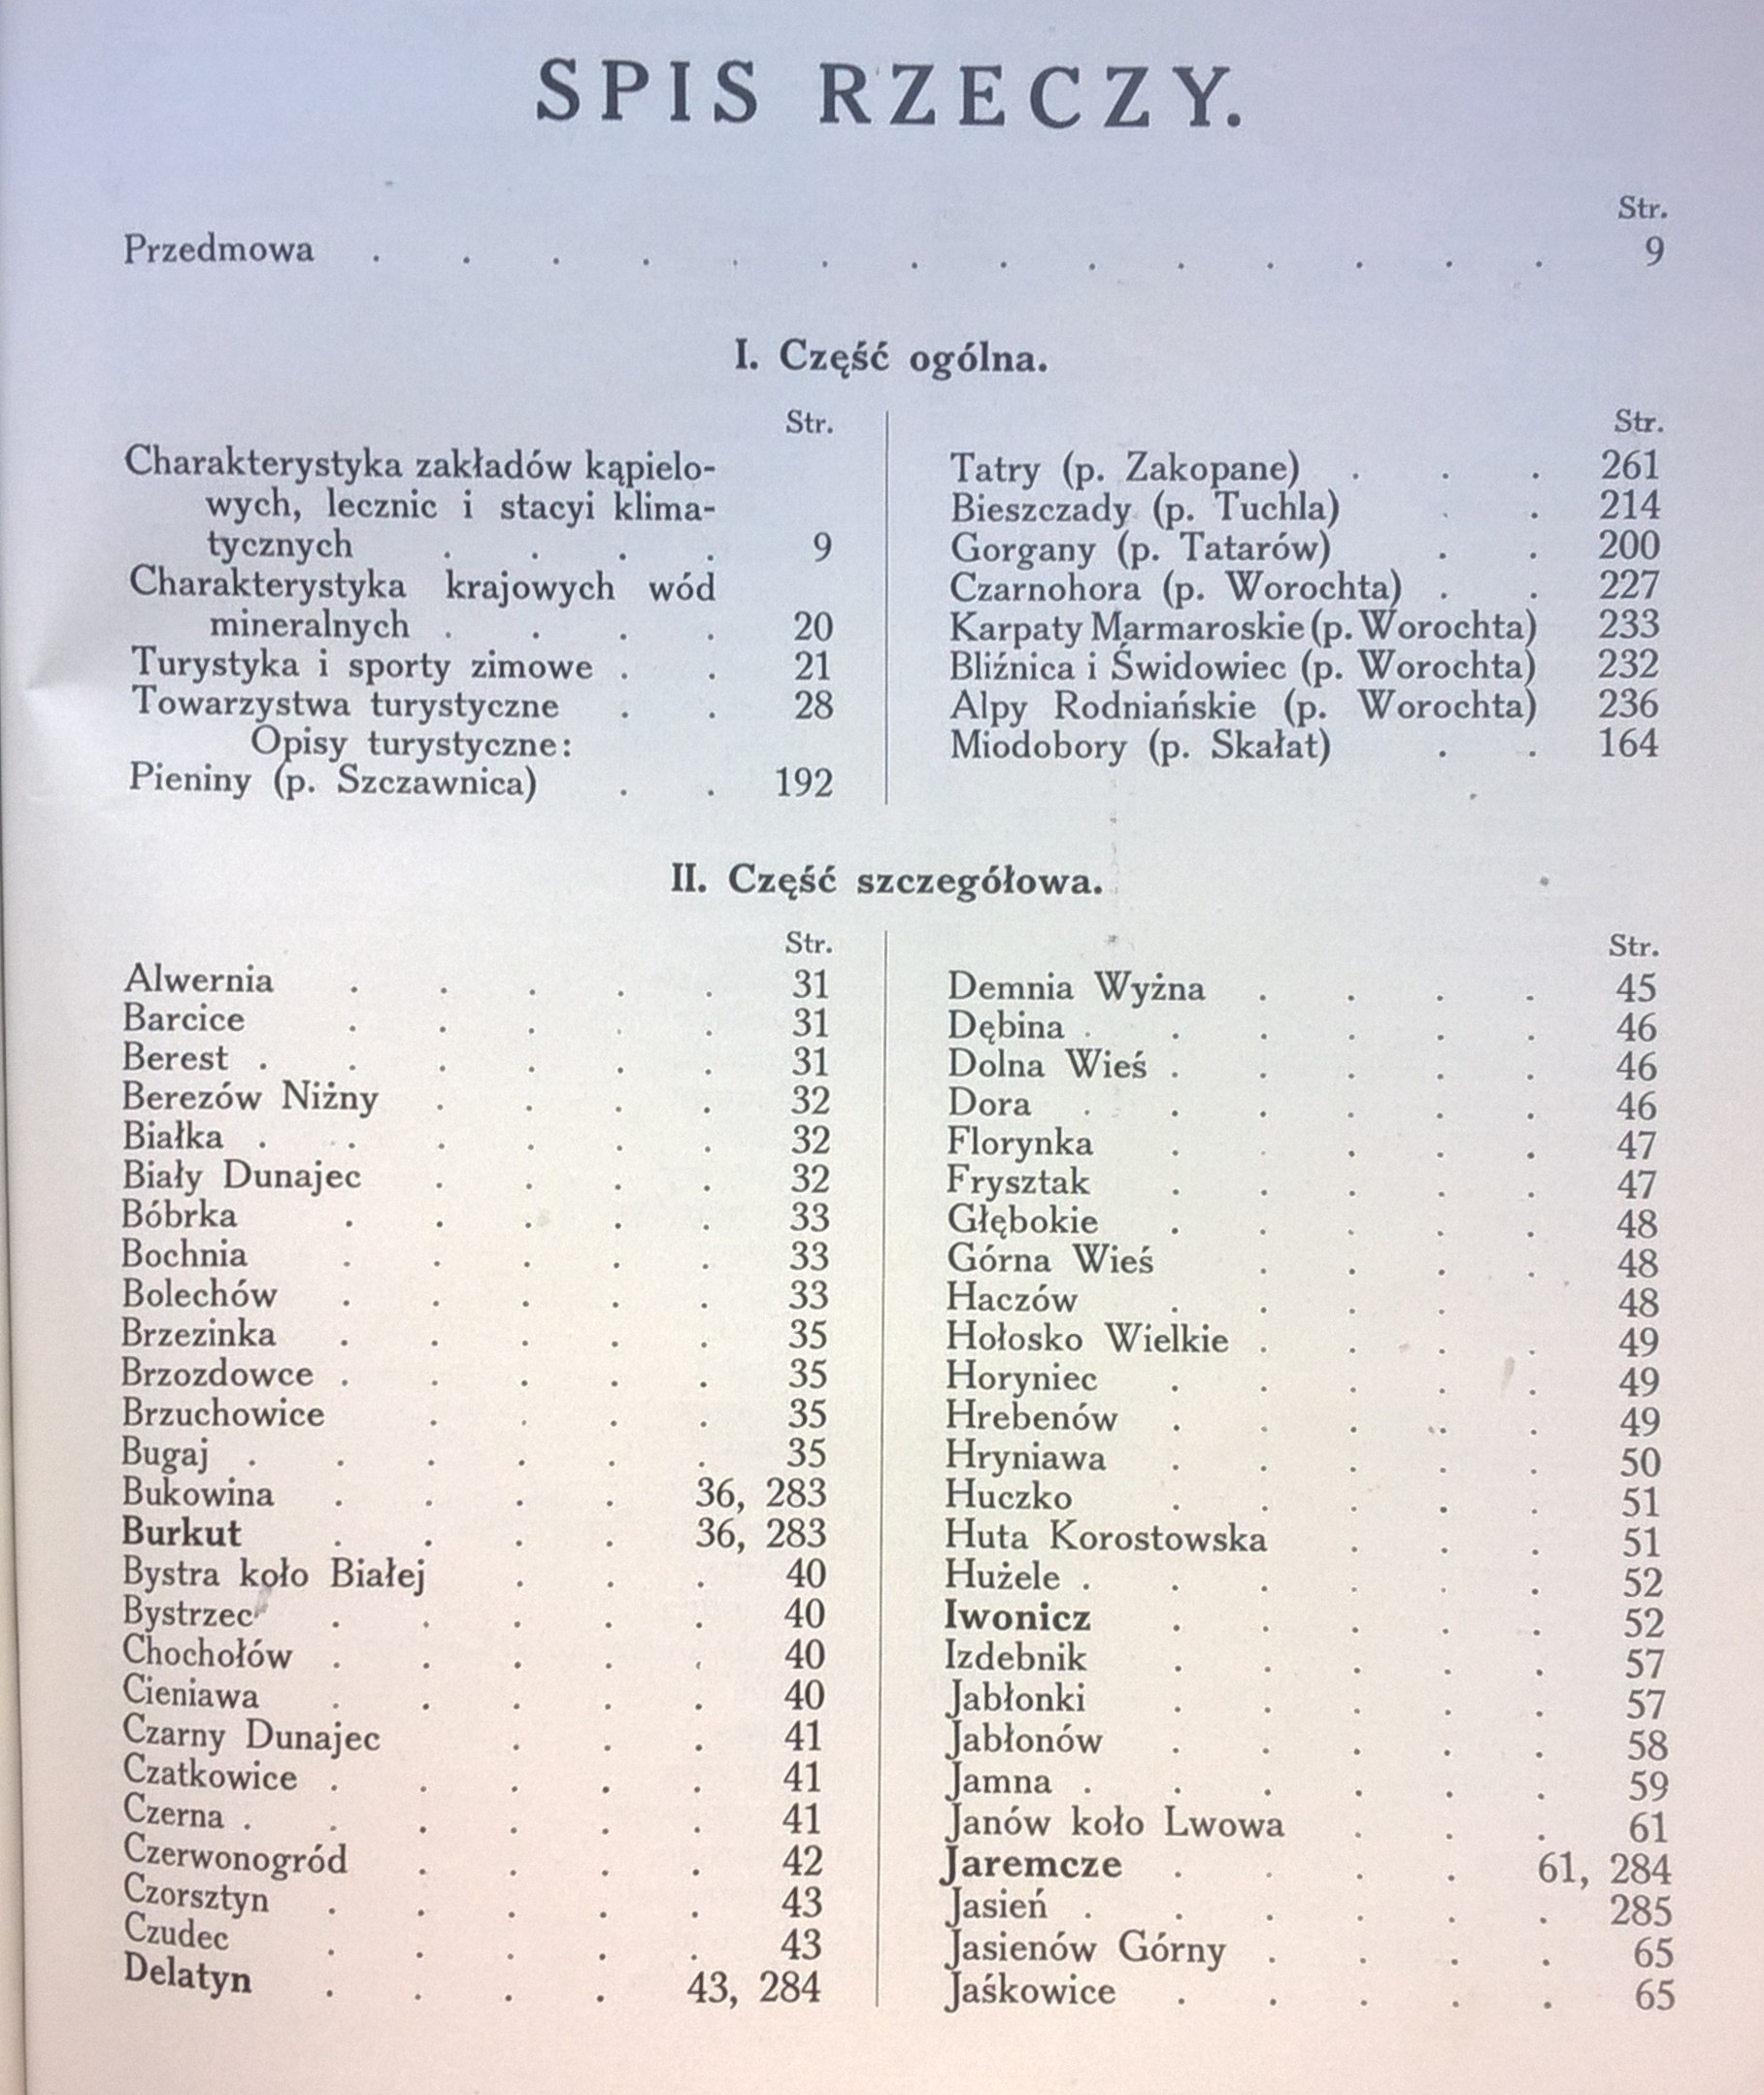 SPIS RZECZY.
Str.
Przedmowa . . . . . . . . . . . . . . 9
I. Część ogólna.
Str.
Charakterystyka zakładów kąpielo-
wych, lecznic i stacyi klima-
tycznych . . . . 9
Charakterystyka krajowych wód
mineralnych . . . . 20
Turystyka i sporty zimowe . . 21
Towarzystwa turystyczne . . 28
Opisy turystyczne:
Pieniny (p. Szczawnica) . . 192
Str.
Tatry (p. Zakopane) . . . 261
Bieszczady (p. Tuchla) . . 214
Gorgany (p. Tatarów) . . 200
Czarnohora (p. Worochta) . . 227
Karpaty Marmaroskie (p. Worochta) 233
Bliźnica i Świdowiec (p. Worochta) 232
Alpy Rodniańskie (p. Worochta) 236
Miodobory (p. Skałat) . . 164
II. Część szczegółowa.
Str.
Alwernia . . . . . 31
Barcice . . . . . 31
Berest . . . . . . 31
Berezów Niżny . . . . 32
Białka . . . . . . 32
Biały Dunajec . . . . 32
Bóbrka . . . . . 33
Bochnia . . . . . 33
Bolechów . . . . . 33
Brzezinka . . . . . 35
Brzozdowce . . . . . 35
Brzuchowice . . . . 35
Bugaj . . . . . . 35
Bukowina . . . . 36, 283
Burkut . . . . 36, 283
Bystra koło Białej . . . 40
Bystrzec . . . . . 40
Chochołów . . . . . 40
Cieniawa . . . . . 40
Czarny Dunajec . . . 41
Czatkowice . . . . . 41
Czerna . . . . . . 41
Czerwonogród . . . . 42
Czorsztyn . . . . . 43
Czudec . . . . . 43
Delatyn . . . . 43, 284
Str.
Demnia Wyżna . . . . 45
Dębina . . . . . . 46
Dolna Wieś . . . . . 46
Dora . . . . . . 46
Florynka . . . . . 47
Frysztak . . . . . 47
Głębokie . . . . . 48
Górna Wieś . . . . 48
Haczów . . . . 48
Hołosko Wielkie . . . . 49
Horyniec . . . . . 49
Hrebenów . . . . . 49
Hryniawa . . . . . 50
Huczko . . . . . 51
Huta Korostowska . . . 51
Hużele . . . . . . 52
Iwonicz . . . . . 52
Izdebnik . . . . . 57
Jabłonki . . . . . 57
Jabłonów . . . . . 58
Jamna . . . . . . 59
Janów koło Lwowa . . . 61
Jaremcze . . . . 61, 284
Jasień . . . . . . 285
Jasienów Górny . . . . 65
Jaśkowice . . . . . 65